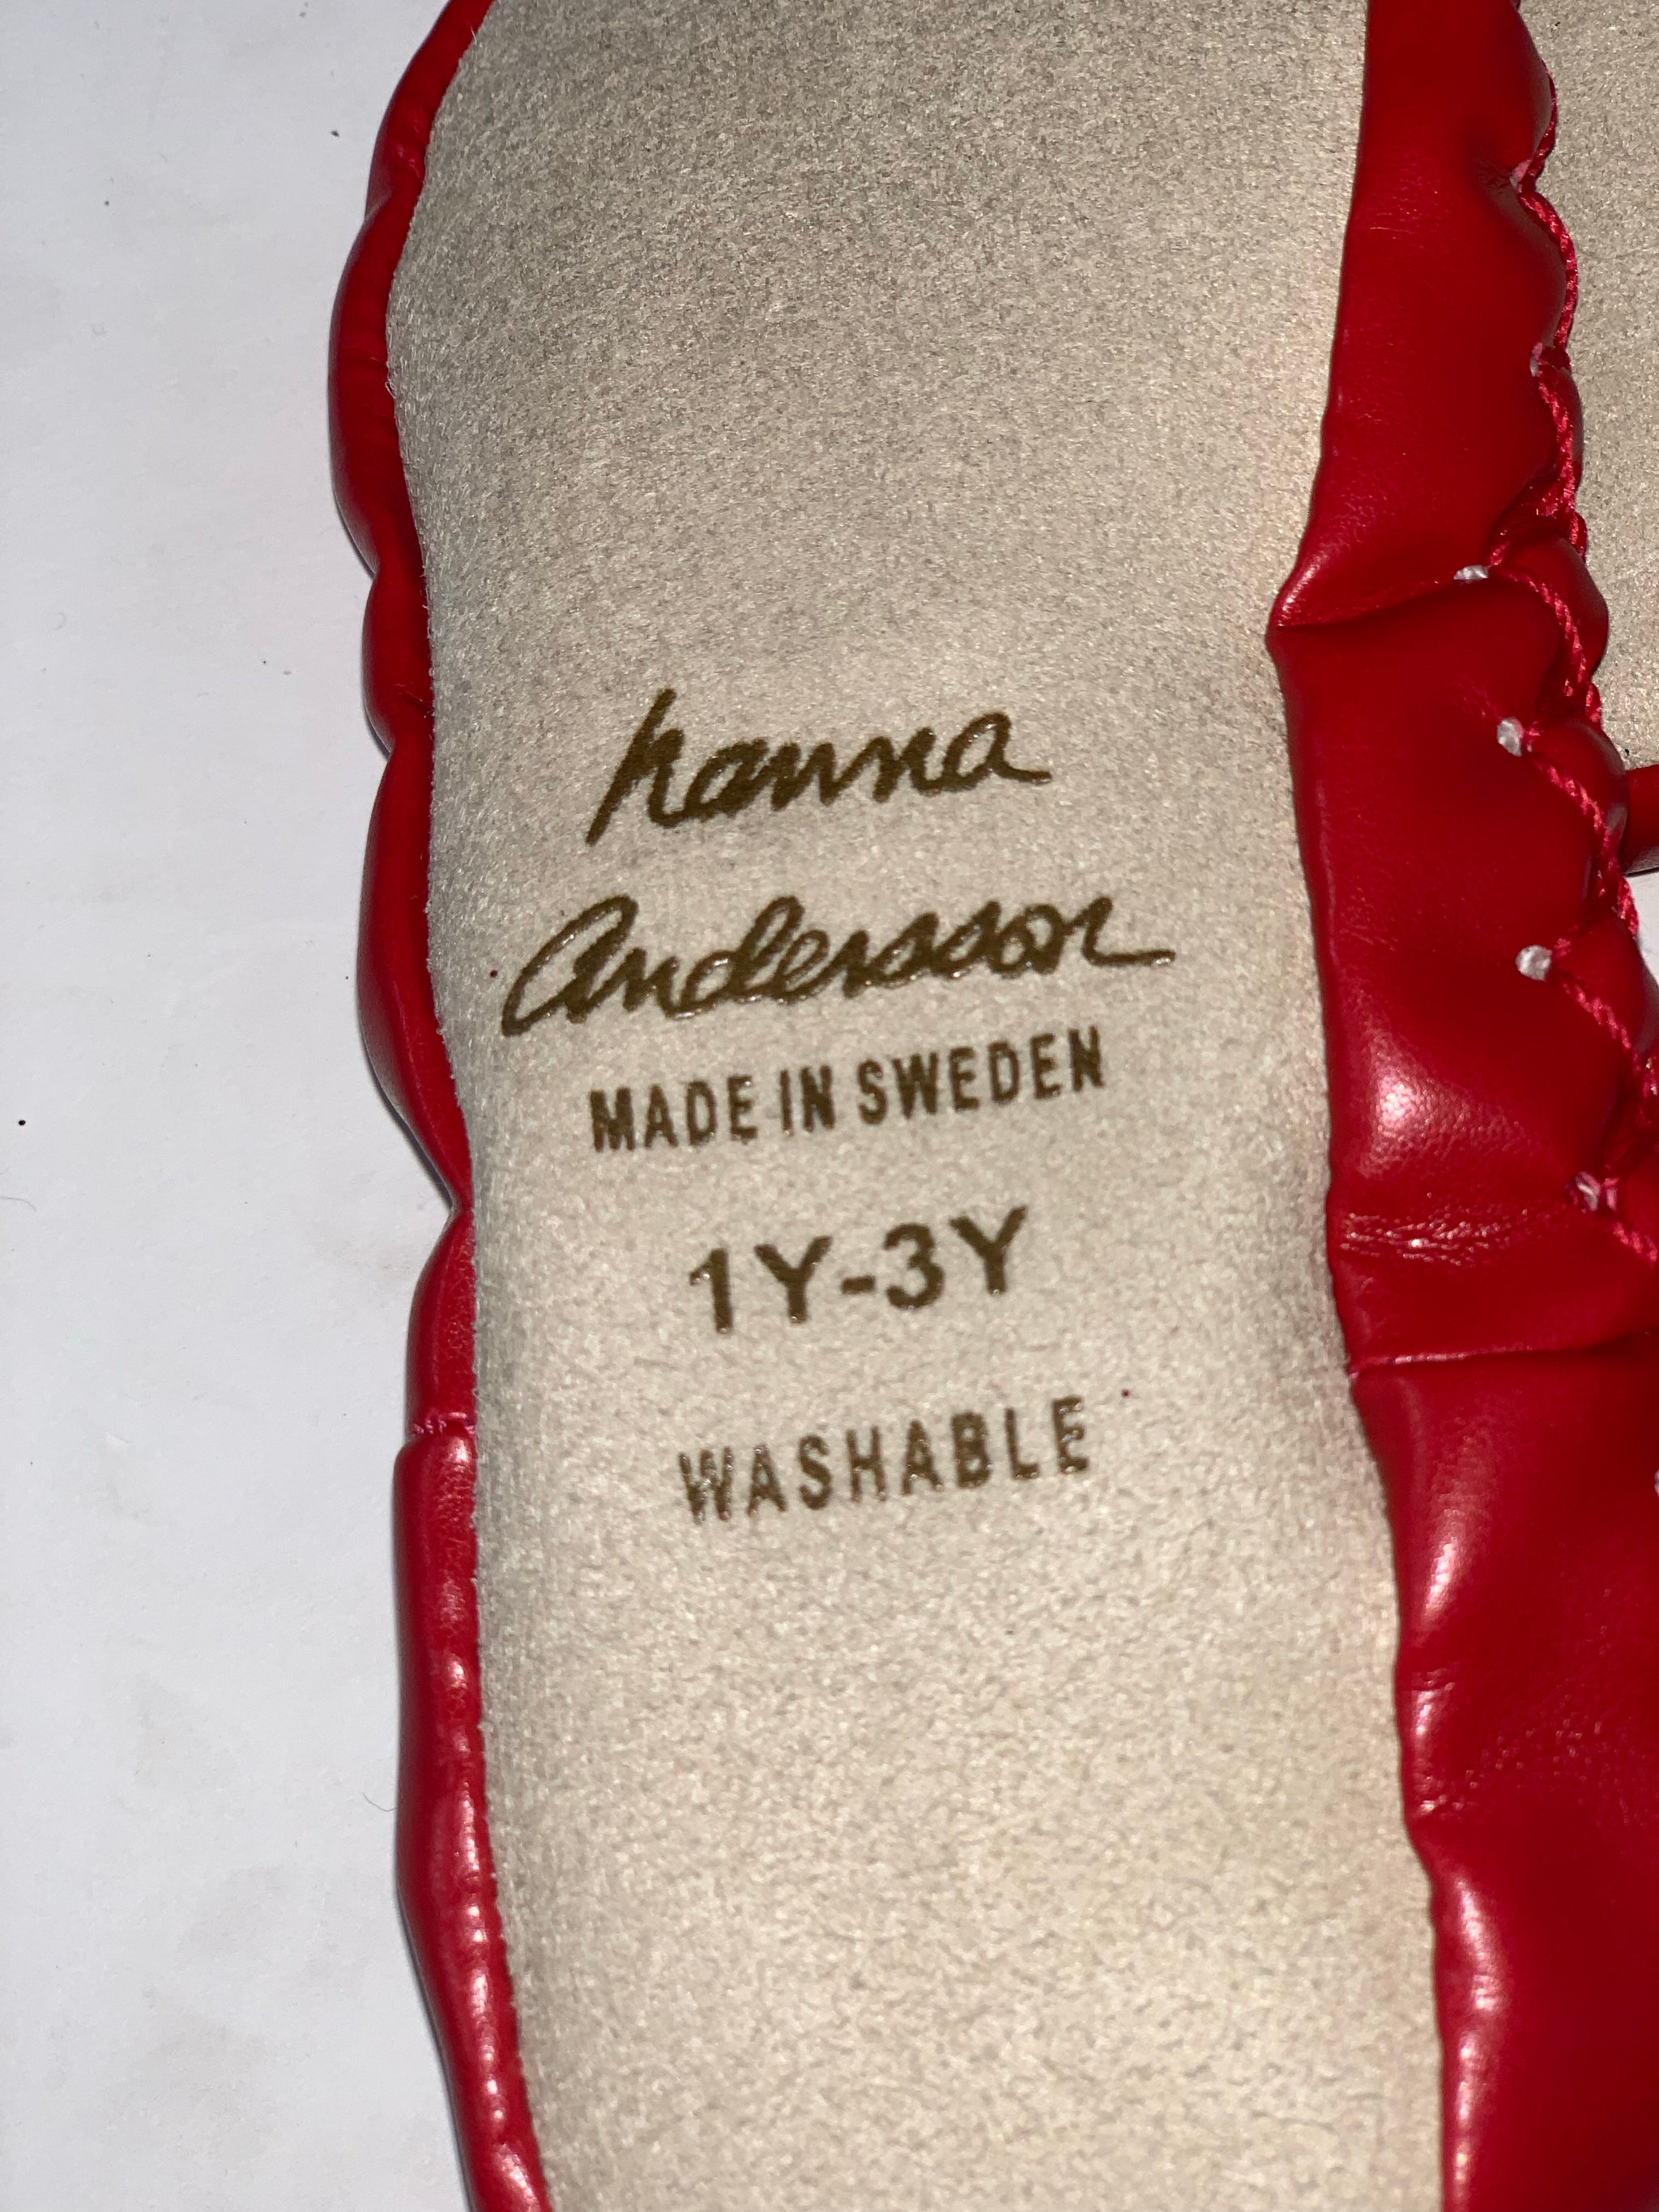 hanna
andersson
MADE IN SWEDEN
1Y-3Y
WASHABLE